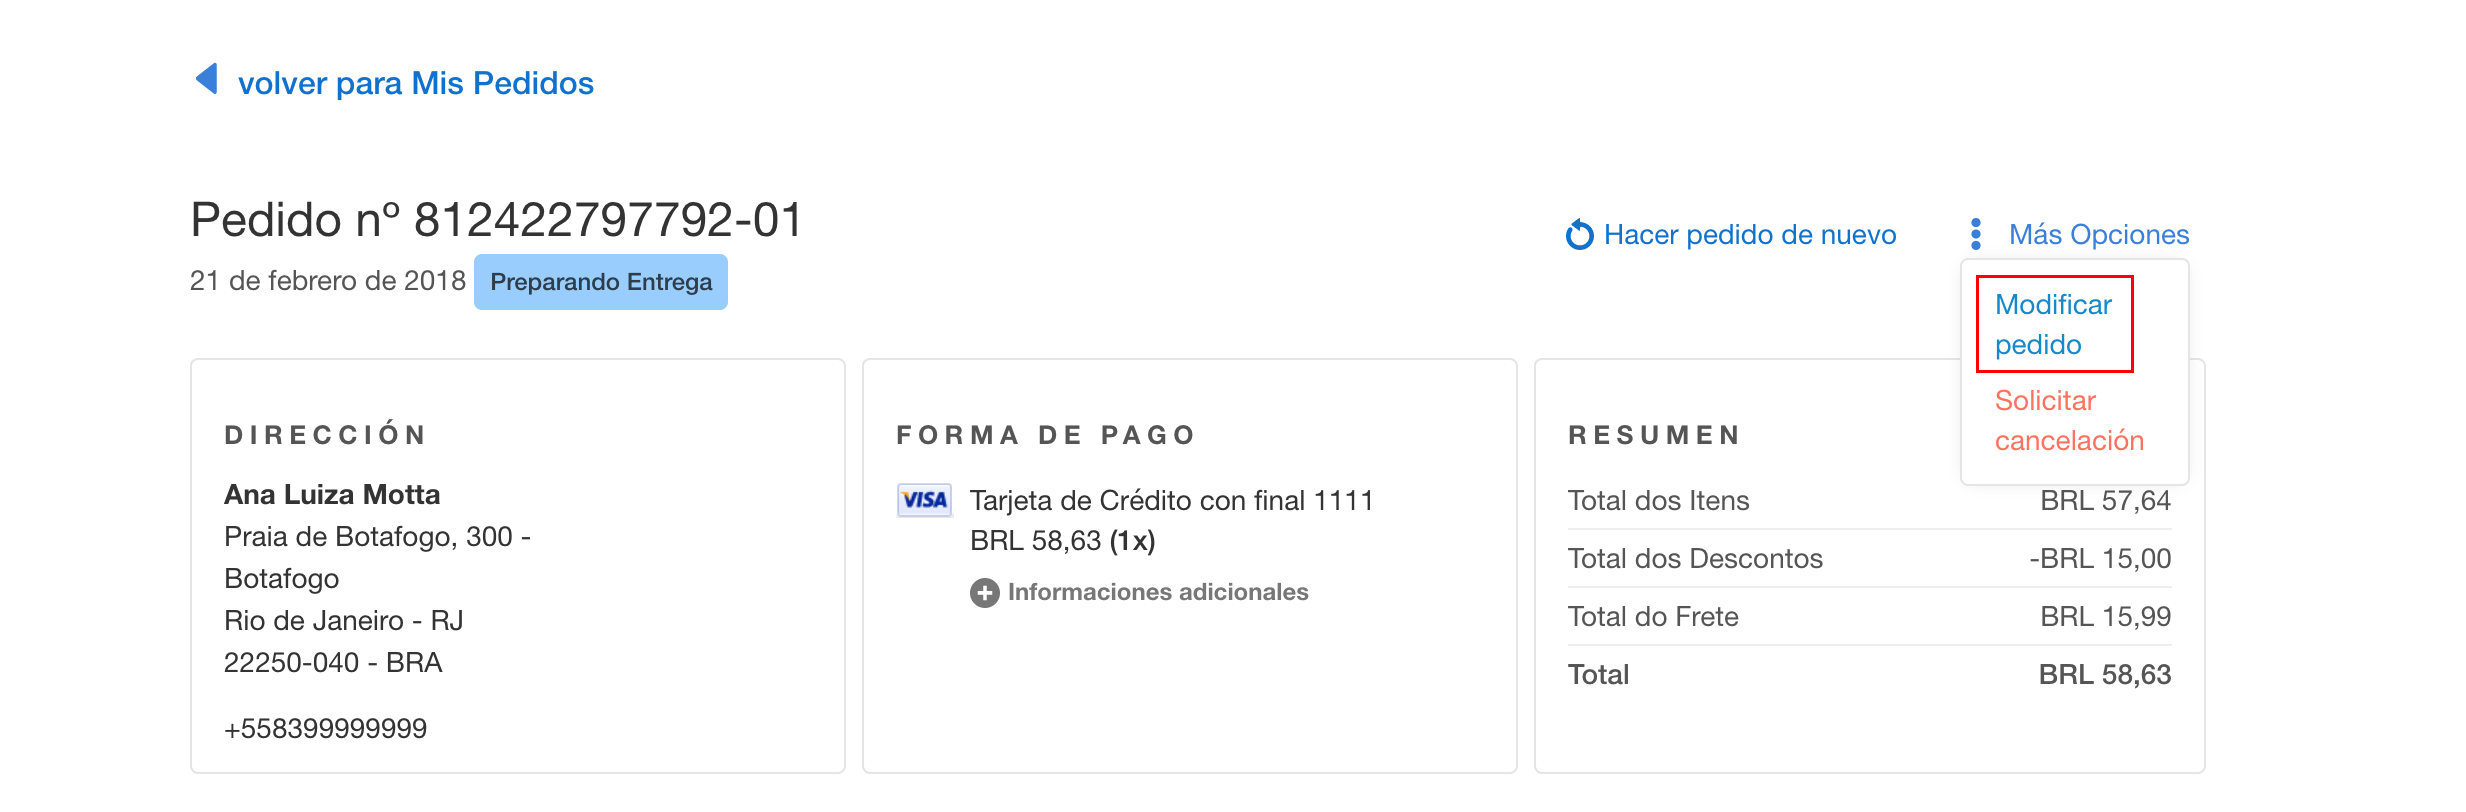 volver para Mis Pedidos
Pedido nº 812422797792-01
21 de febrero de 2018 Preparando Entrega
Hacer pedido de nuevo
Más Opciones
Modificar
pedido
Solicitar
cancelación
DIRECCIÓN
Ana Luiza Motta
Praia de Botafogo, 300 -
Botafogo
Rio de Janeiro - RJ
22250-040 - BRA
+558399999999
FORMA DE PAGO
VISA Tarjeta de Crédito con final 1111
BRL 58,63 (1x)
Informaciones adicionales
RESUMEN
Total dos Itens BRL 57,64
Total dos Descontos -BRL 15,00
Total do Frete BRL 15,99
Total BRL 58,63